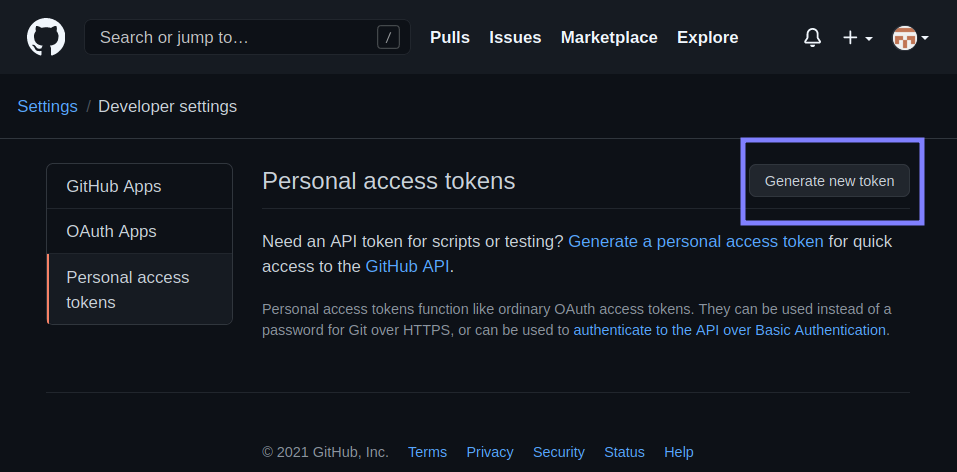 Search or jump to… / Pulls Issues Marketplace Explore
Settings / Developer settings
GitHub Apps
OAuth Apps
Personal access
tokens
Personal access tokens
Generate new token
Need an API token for scripts or testing? Generate a personal access token for quick
access to the GitHub API.
Personal access tokens function like ordinary OAuth access tokens. They can be used instead of a
password for Git over HTTPS, or can be used to authenticate to the API over Basic Authentication.
© 2021 GitHub, Inc. Terms Privacy Security Status Help